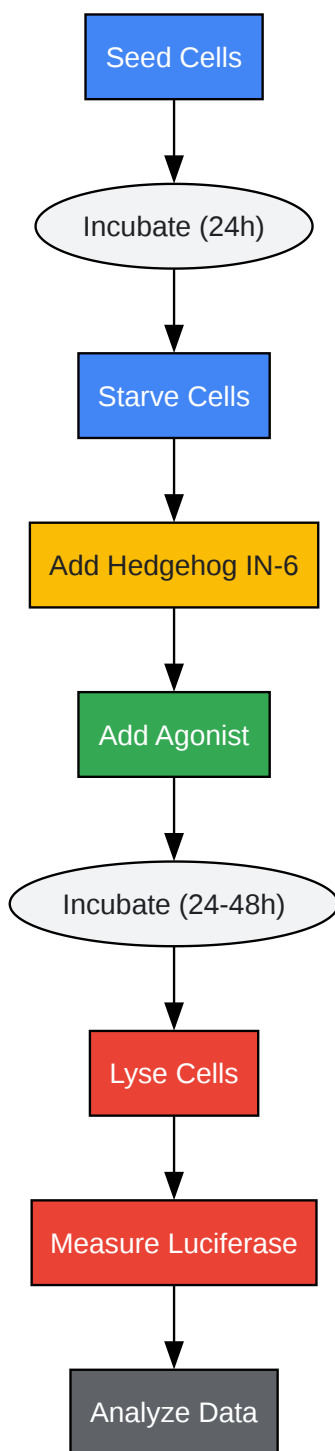 Seed Cells
Incubate (24h)
Starve Cells
Add Hedgehog IN-6
Add Agonist
Incubate (24-48h)
Lyse Cells
Measure Luciferase
Analyze Data